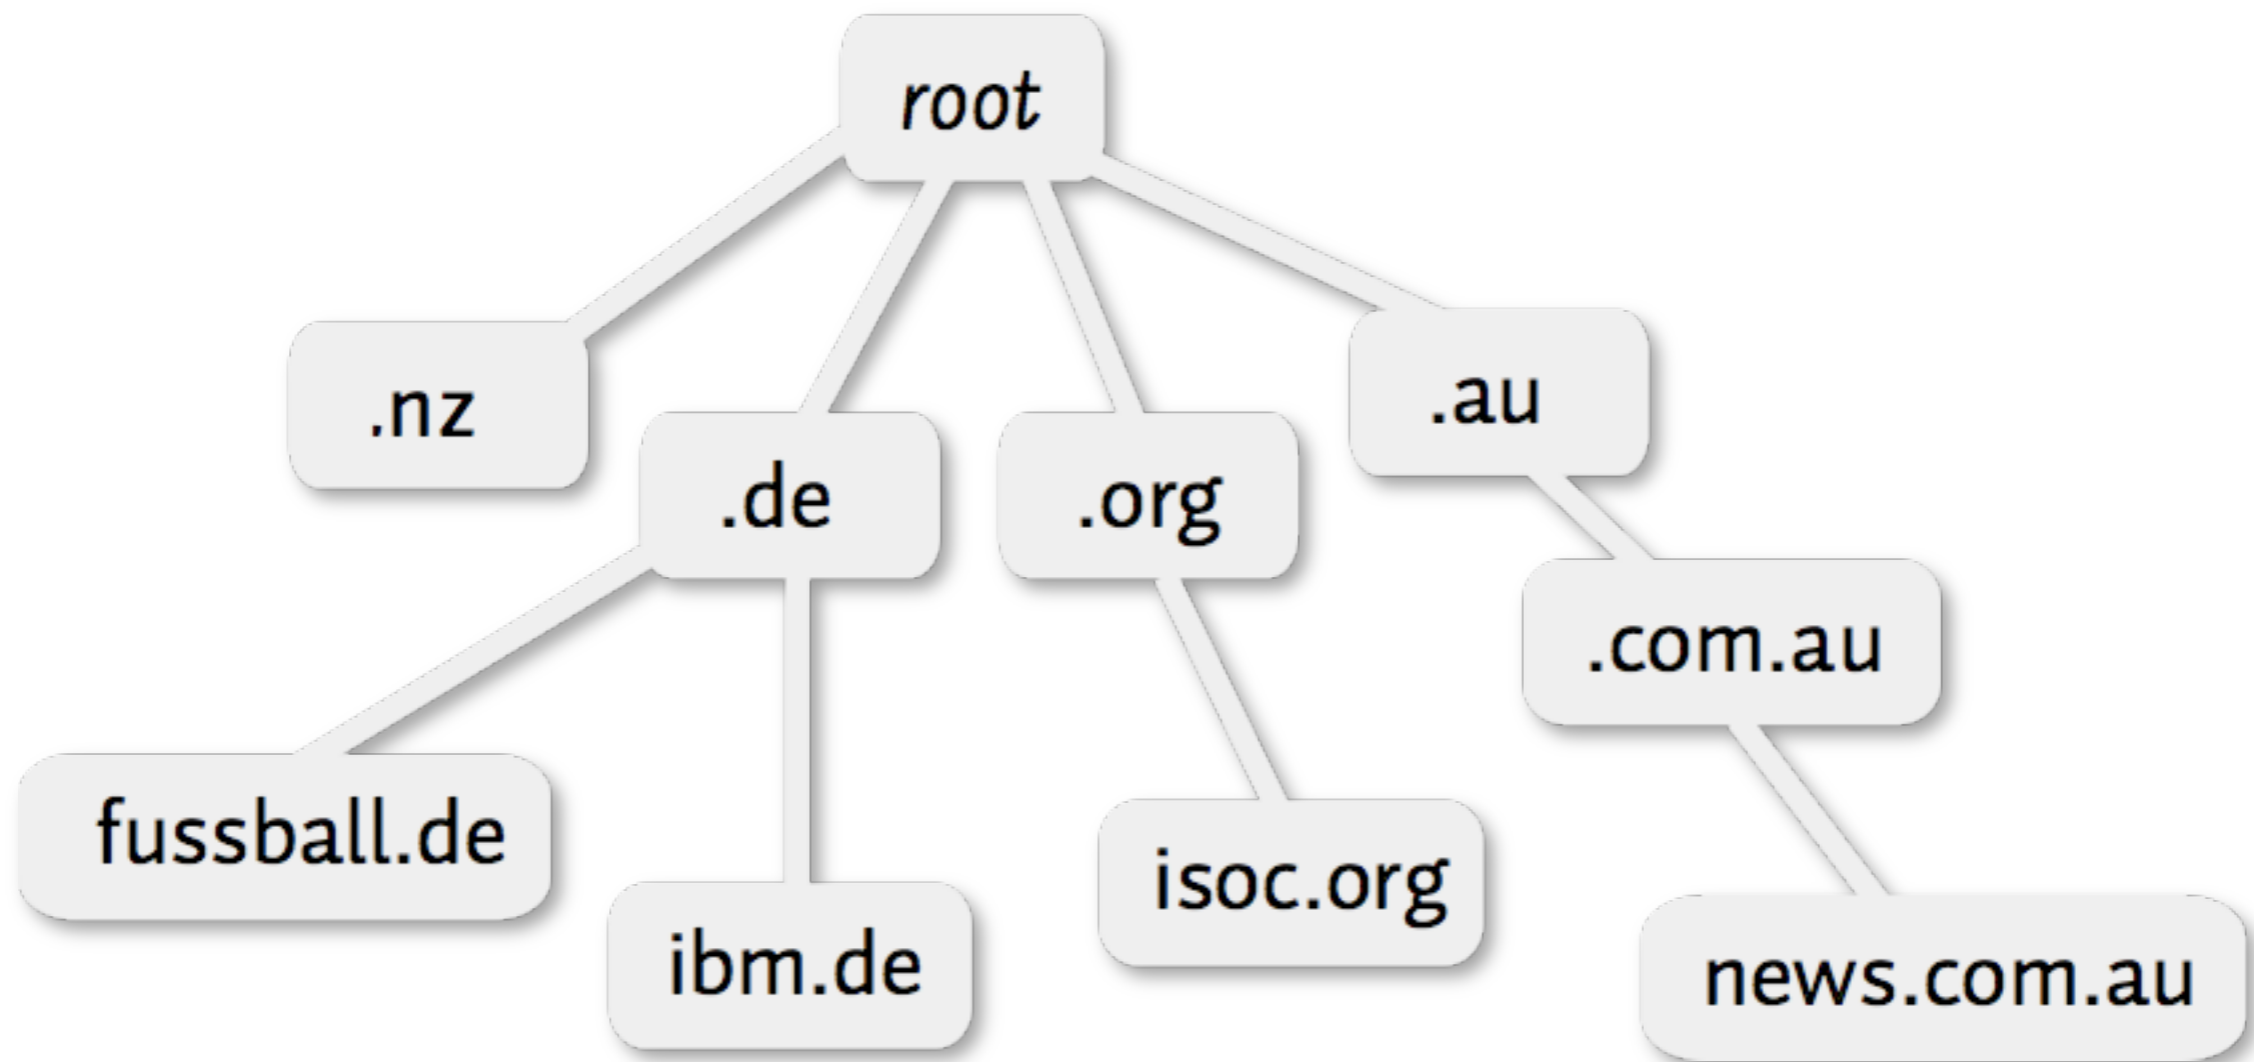 root
.nz
.de
.org
.au
.com.au
fussball.de
ibm.de
isoc.org
news.com.au